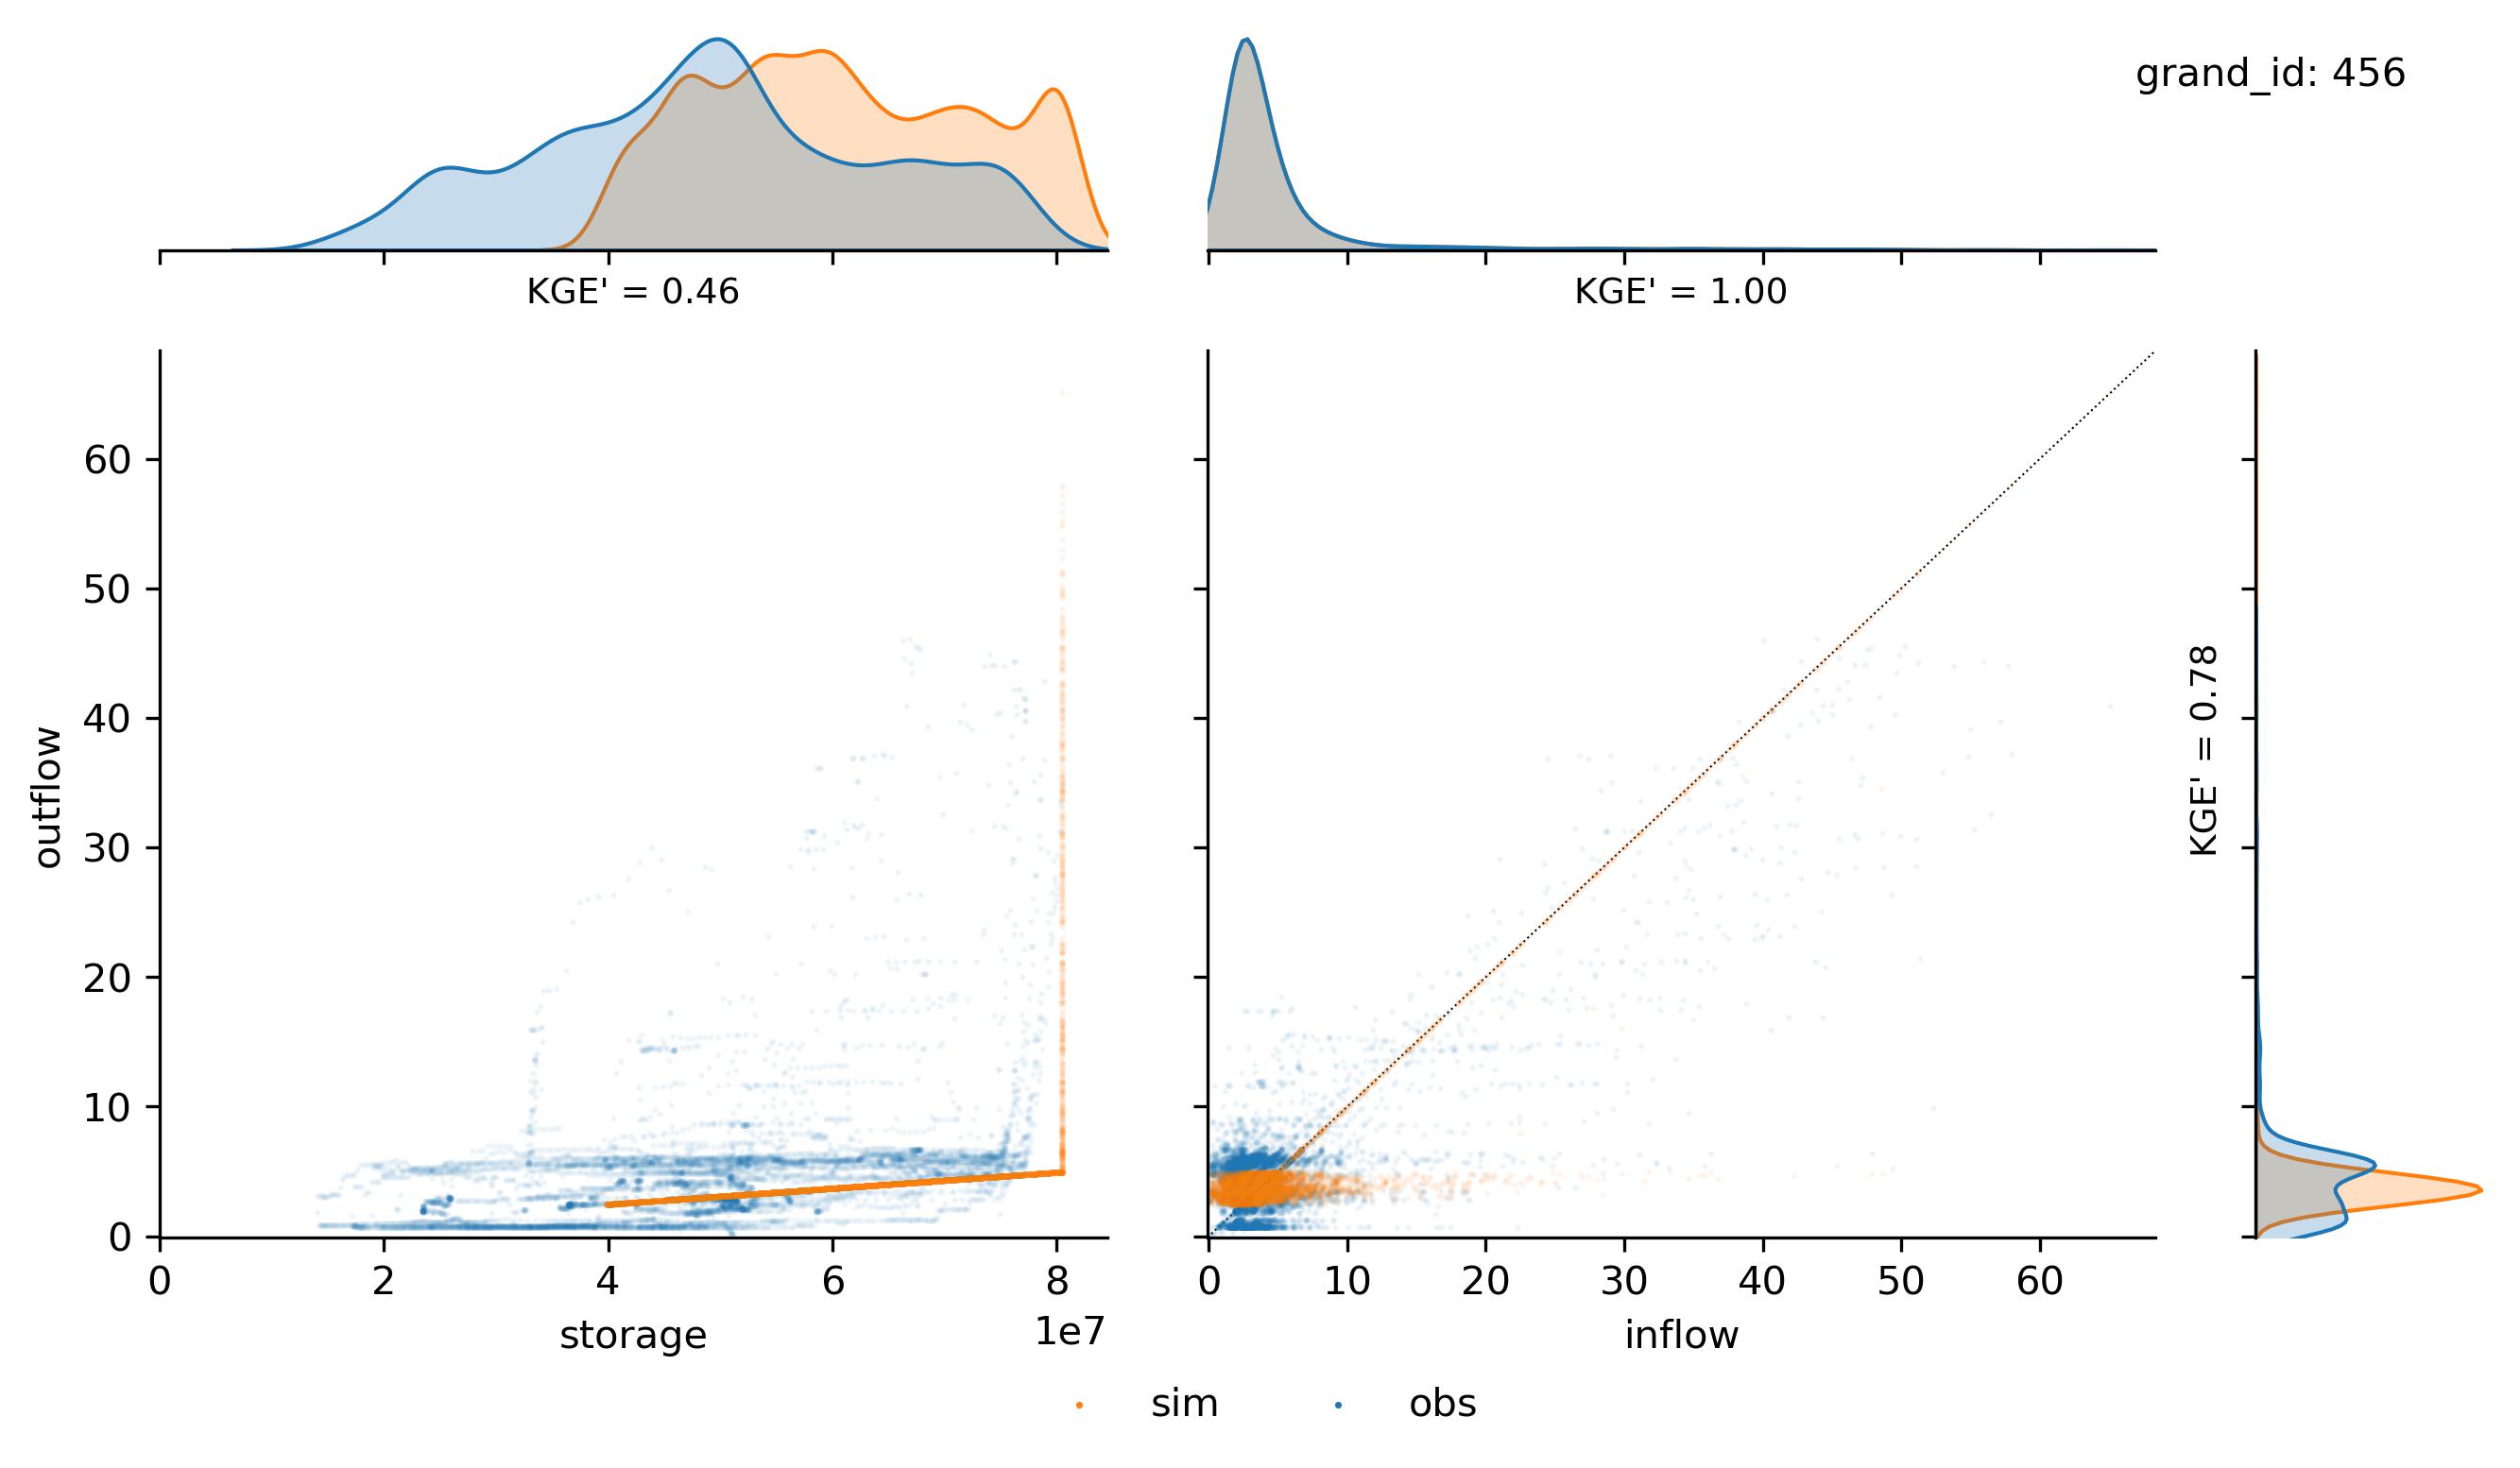 grand_id: 456
KGE' = 0.46
KGE' = 1.00
outflow
60
50
40
30
20
10
0
KGE' = 0.78
0 2 4 6 8
1e7
storage
0 10 20 30 40 50 60
inflow
sim obs